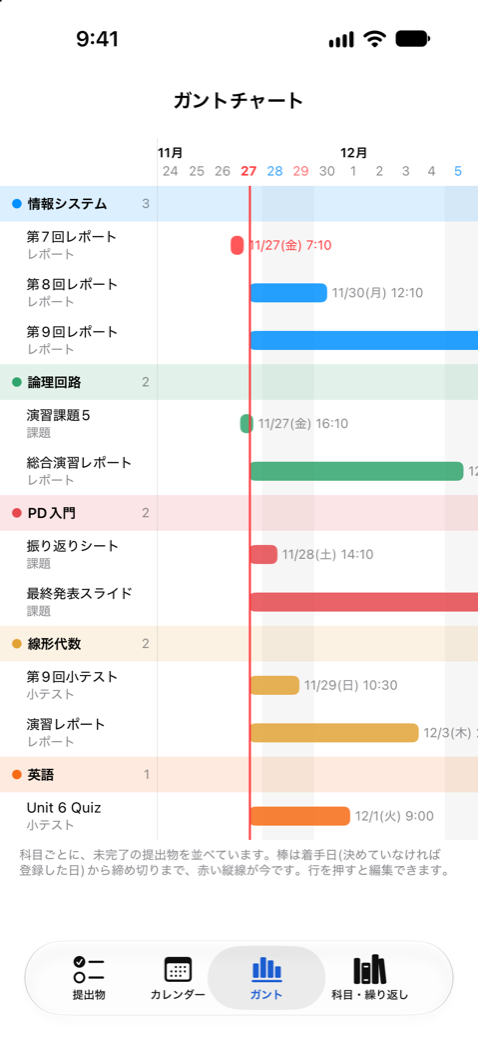 9:41
ガントチャート
11月 12月
24 25 26 27 28 29 30 1 2 3 4 5
情報システム 3
第7回レポート
レポート
11/27(金) 7:10
第8回レポート
レポート
11/30(月) 12:10
第9回レポート
レポート
論理回路 2
演習課題5
課題
11/27(金) 16:10
総合演習レポート
レポート
12
PD入門 2
振り返りシート
課題
11/28(土) 14:10
最終発表スライド
課題
線形代数 2
第9回小テスト
小テスト
11/29(日) 10:30
演習レポート
レポート
12/3(木)
英語 1
Unit 6 Quiz
小テスト
12/1(火) 9:00
科目ごとに、未完了の提出物を並べています。棒は着手日(決めていなければ
登録した日)から締め切りまで、赤い縦線が今です。行を押すと編集できます。
提出物 カレンダー ガント 科目・繰り返し